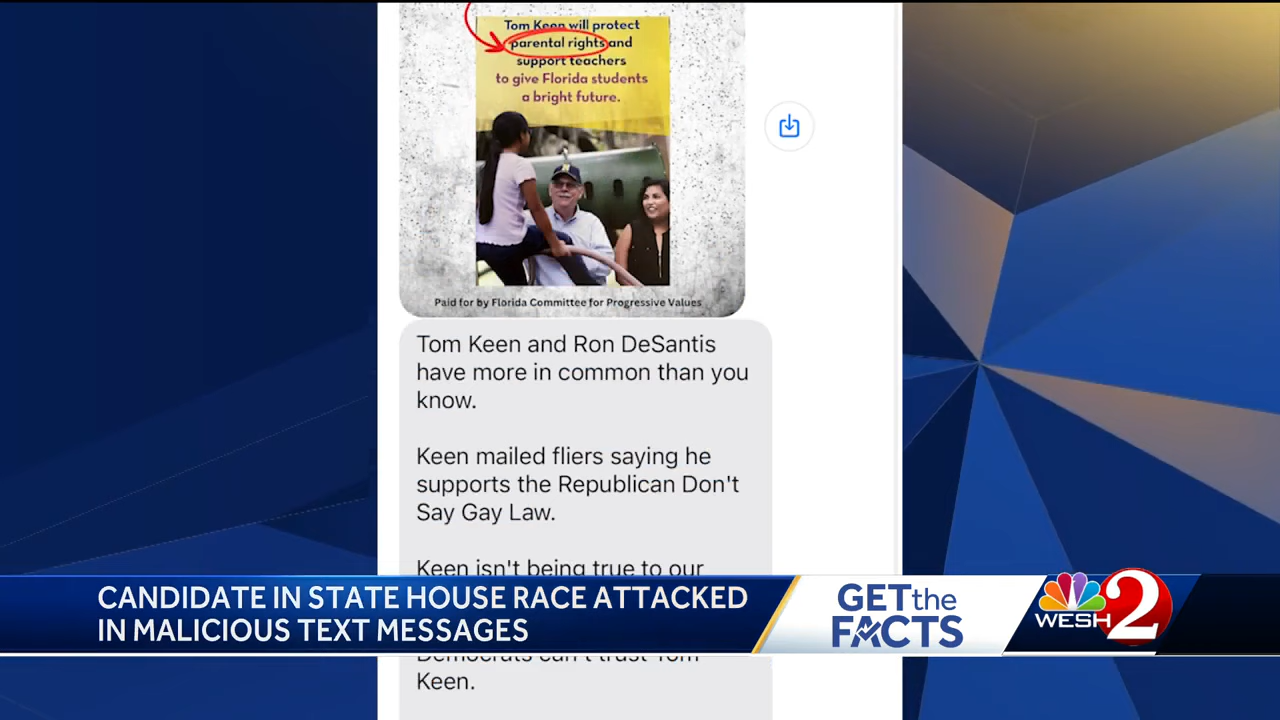 Tom Keen will protect
parental rights and
support teachers
to give Florida students
a bright future.
Paid for by Florida Committee for Progressive Values
Tom Keen and Ron DeSantis
have more in common than you
know.
Keen mailed fliers saying he
supports the Republican Don't
Say Gay Law.
Keen isn't being true to our
Democrats can't trust Tom
Keen.
CANDIDATE IN STATE HOUSE RACE ATTACKED
IN MALICIOUS TEXT MESSAGES
GET the
FACTS
WESH 2